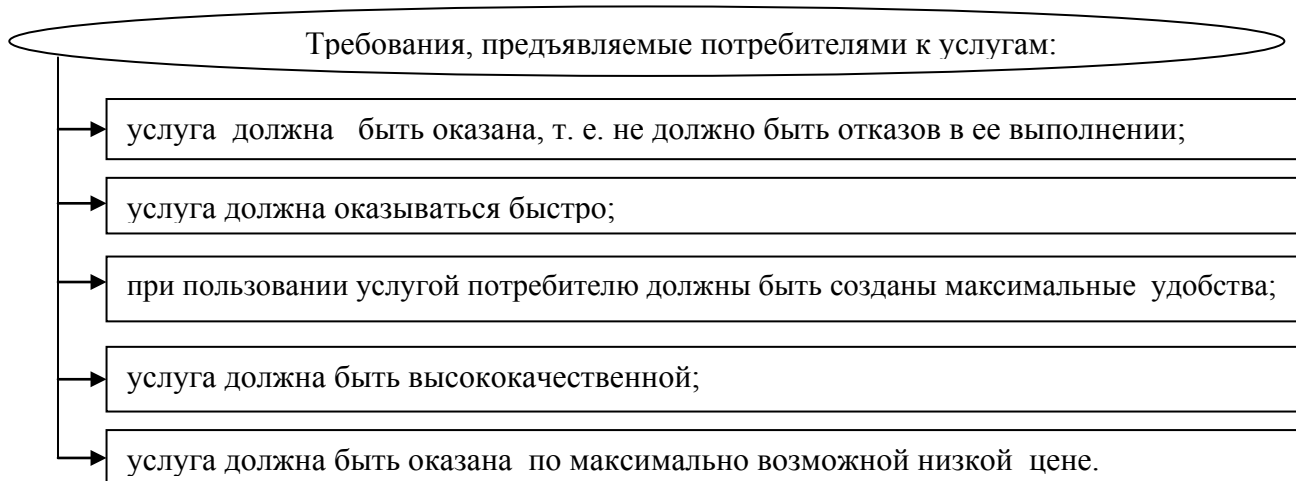 Требования, предъявляемые потребителями к услугам:
услуга должна быть оказана, т. е. не должно быть отказов в ее выполнении;
услуга должна оказываться быстро;
при пользовании услугой потребителю должны быть созданы максимальные удобства;
услуга должна быть высококачественной;
услуга должна быть оказана по максимально возможной низкой цене.